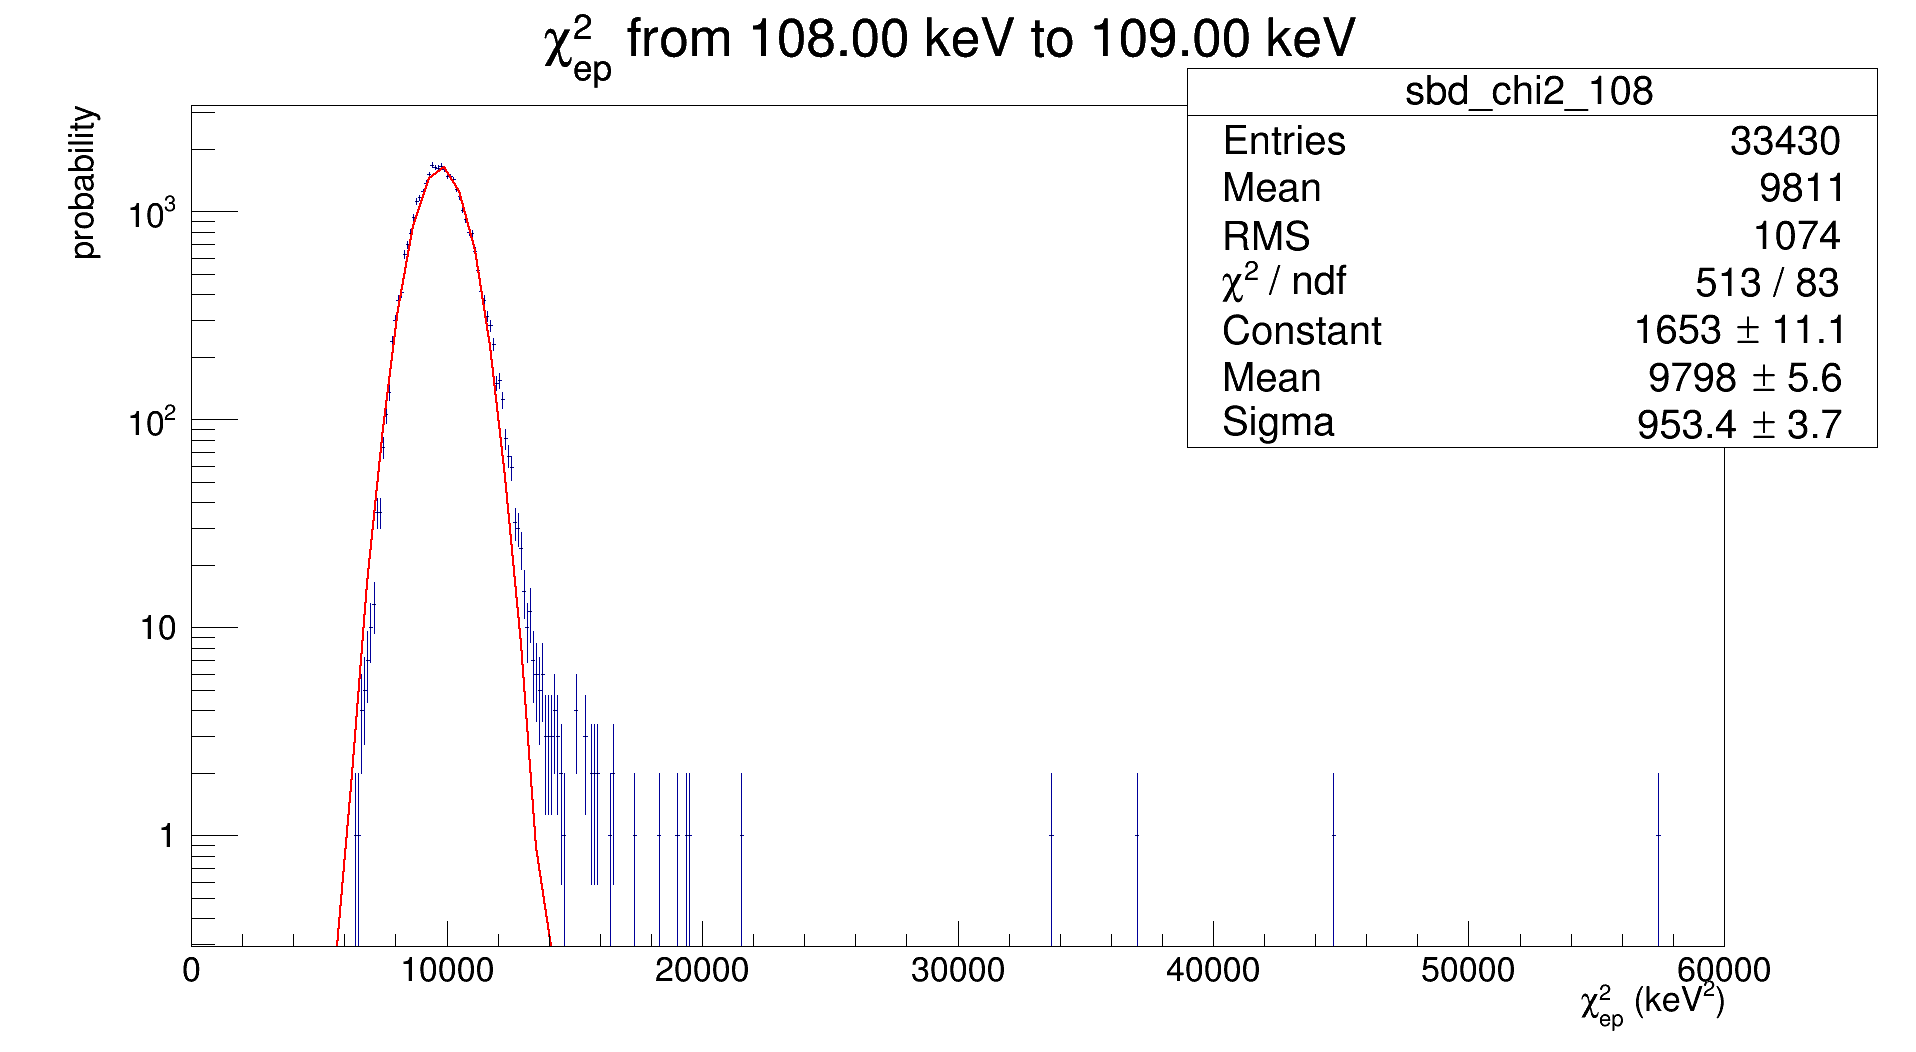 χ²ep from 108.00 keV to 109.00 keV
sbd_chi2_108
Entries 33430
Mean 9811
RMS 1074
χ² / ndf 513 / 83
Constant 1653 ± 11.1
Mean 9798 ± 5.6
Sigma 953.4 ± 3.7
probability
10³
10²
10
1
0 10000 20000 30000 40000 50000 60000
χ²ep (keV²)